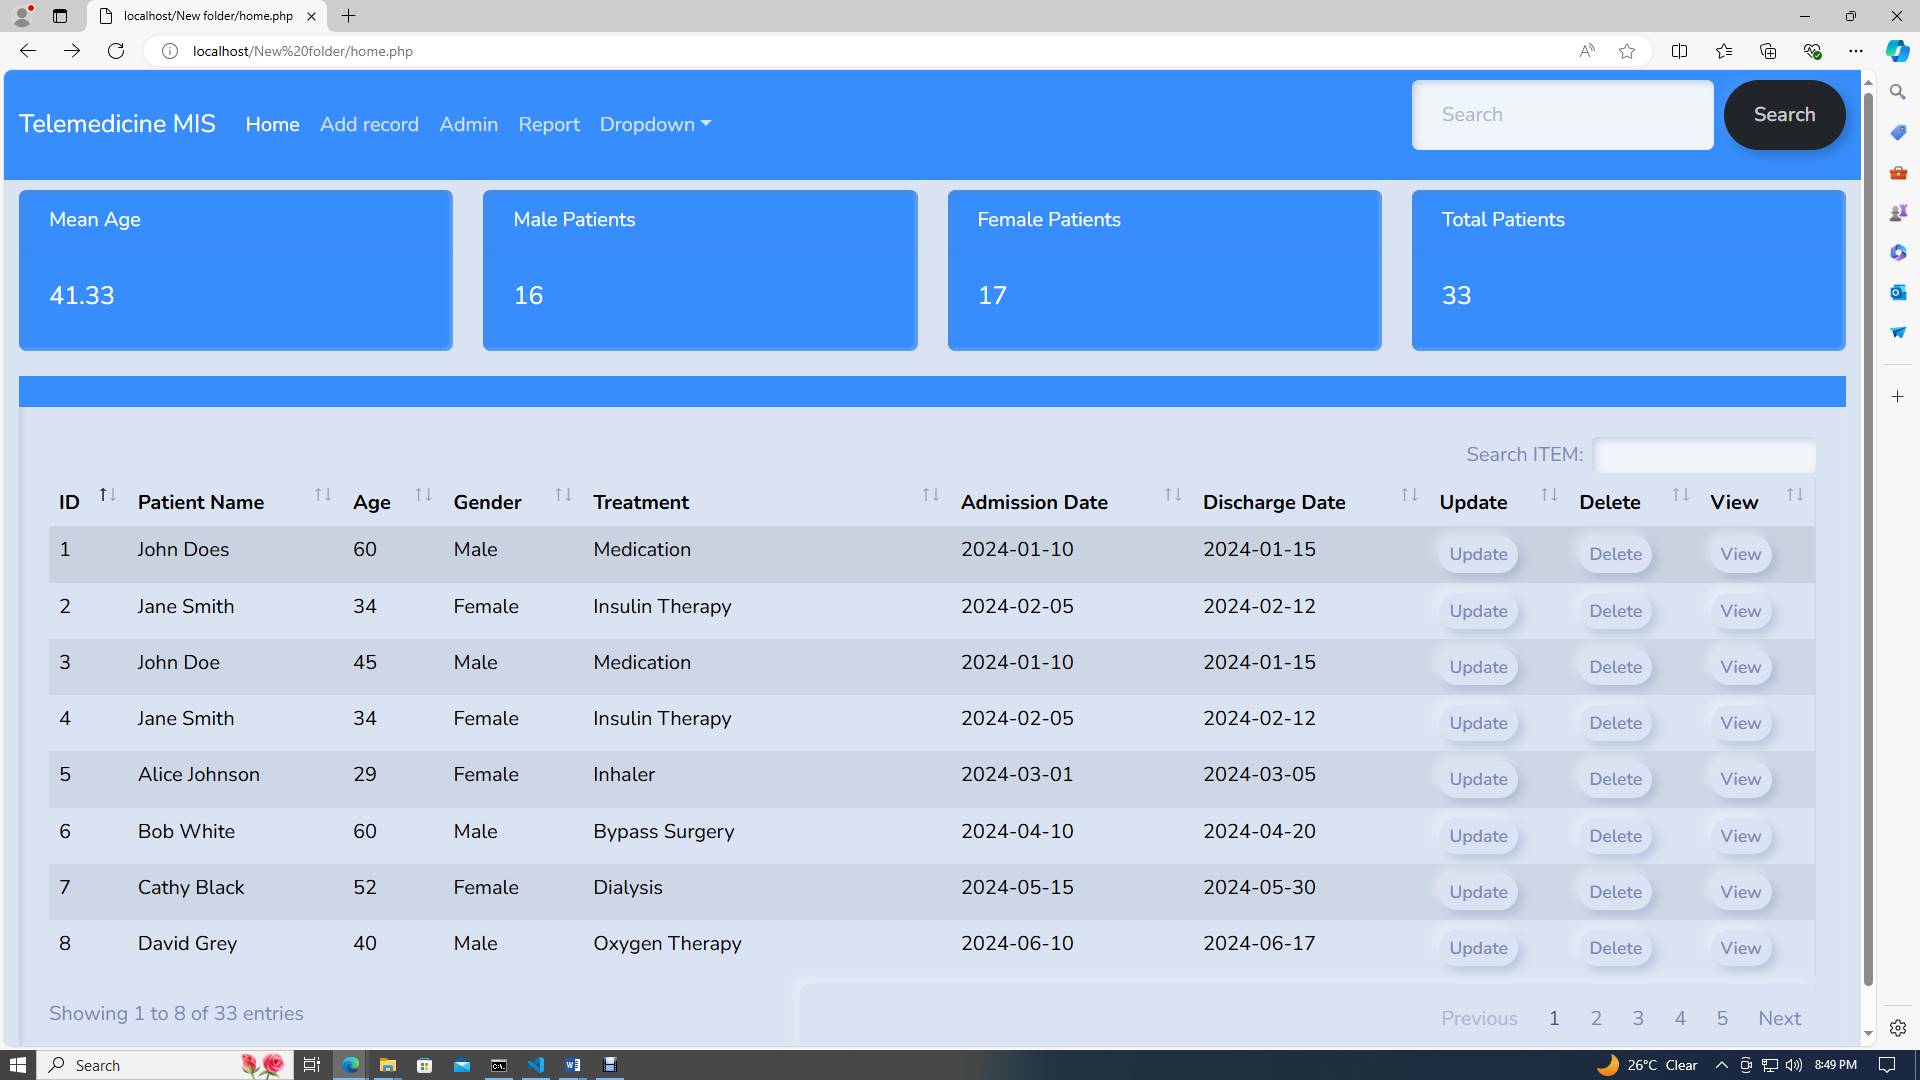 localhost/New folder/home.php
localhost/New%20folder/home.php
Telemedicine MIS Home Add record Admin Report Dropdown Search Search
Mean Age Male Patients Female Patients Total Patients
41.33 16 17 33
Search ITEM:
ID Patient Name Age Gender Treatment Admission Date Discharge Date Update Delete View
1 John Does 60 Male Medication 2024-01-10 2024-01-15 Update Delete View
2 Jane Smith 34 Female Insulin Therapy 2024-02-05 2024-02-12 Update Delete View
3 John Doe 45 Male Medication 2024-01-10 2024-01-15 Update Delete View
4 Jane Smith 34 Female Insulin Therapy 2024-02-05 2024-02-12 Update Delete View
5 Alice Johnson 29 Female Inhaler 2024-03-01 2024-03-05 Update Delete View
6 Bob White 60 Male Bypass Surgery 2024-04-10 2024-04-20 Update Delete View
7 Cathy Black 52 Female Dialysis 2024-05-15 2024-05-30 Update Delete View
8 David Grey 40 Male Oxygen Therapy 2024-06-10 2024-06-17 Update Delete View
Showing 1 to 8 of 33 entries Previous 1 2 3 4 5 Next
Search 26°C Clear 8:49 PM